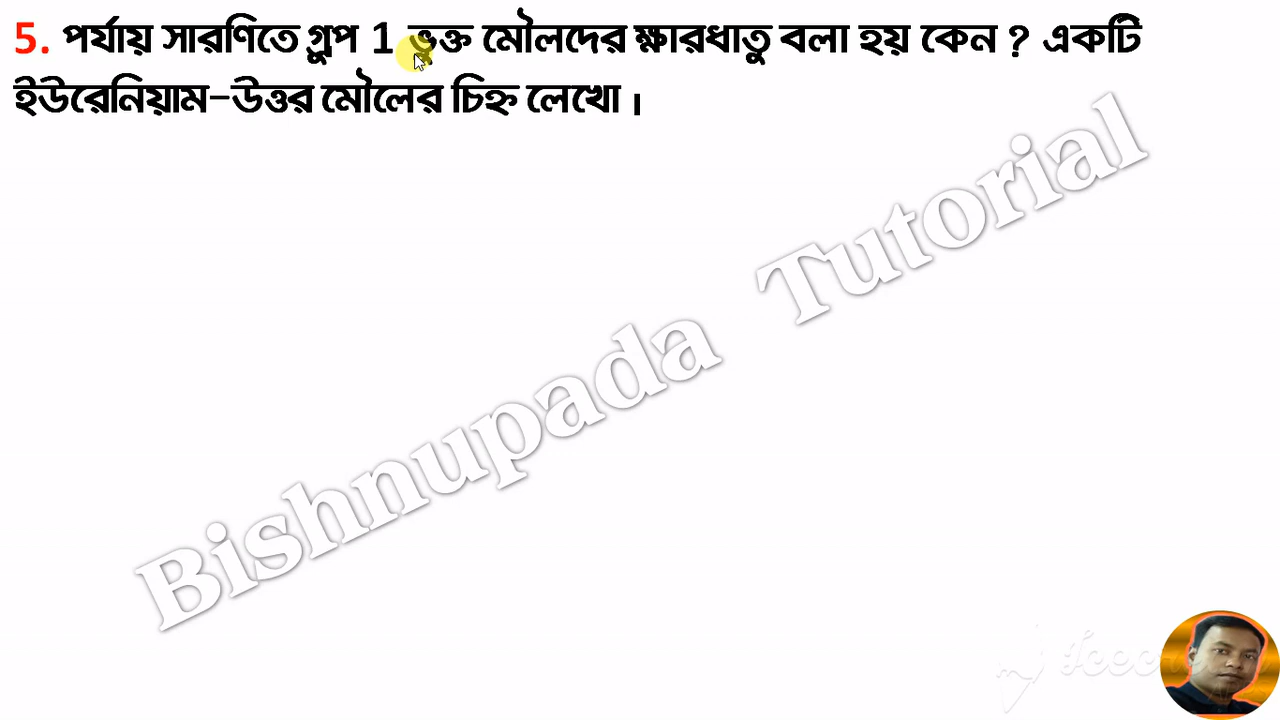 5. পর্যায় সারণিতে গ্রুপ 1 ভুক্ত মৌলদের ক্ষারধাতু বলা হয় কেন ? একটি
ইউরেনিয়াম-উত্তর মৌলের চিহ্ন লেখো ।
Bishnupada Tutorial